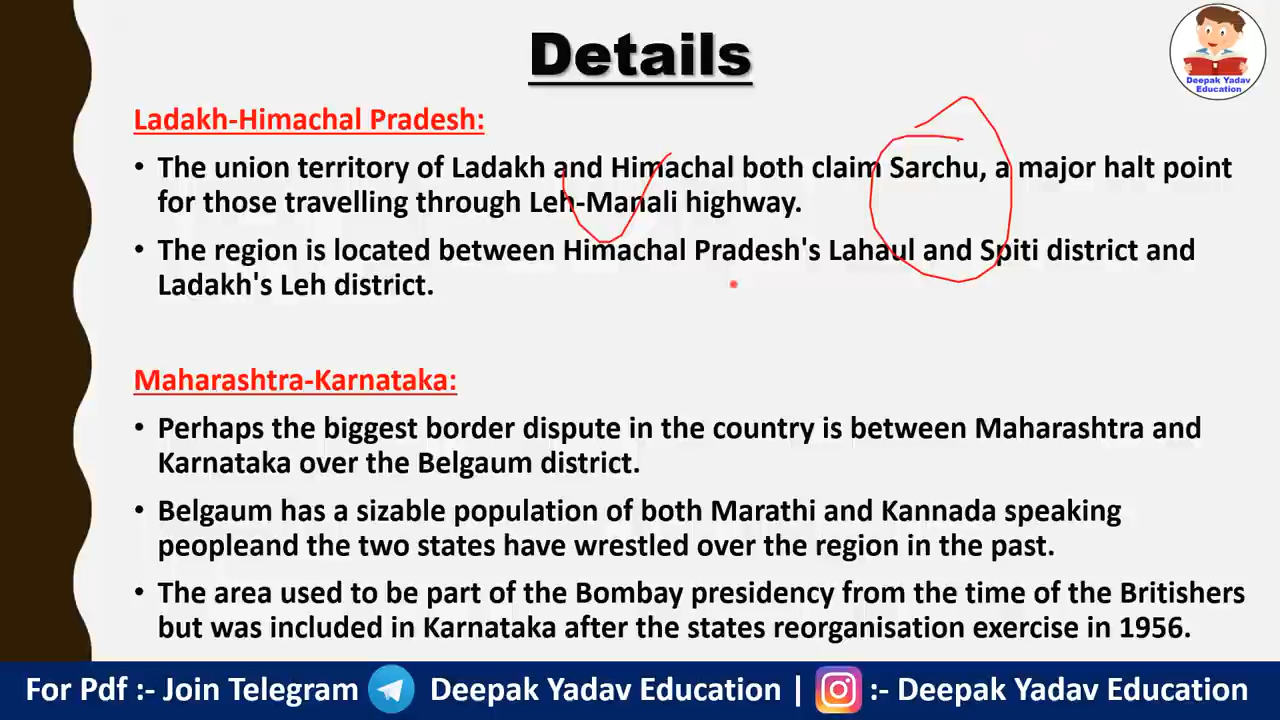 Details
Deepak Yadav
Education
Ladakh-Himachal Pradesh:
• The union territory of Ladakh and Himachal both claim Sarchu, a major halt point
for those travelling through Leh-Manali highway.
• The region is located between Himachal Pradesh's Lahaul and Spiti district and
Ladakh's Leh district.
Maharashtra-Karnataka:
• Perhaps the biggest border dispute in the country is between Maharashtra and
Karnataka over the Belgaum district.
• Belgaum has a sizable population of both Marathi and Kannada speaking
peopleand the two states have wrestled over the region in the past.
• The area used to be part of the Bombay presidency from the time of the Britishers
but was included in Karnataka after the states reorganisation exercise in 1956.
For Pdf :- Join Telegram Deepak Yadav Education | :- Deepak Yadav Education